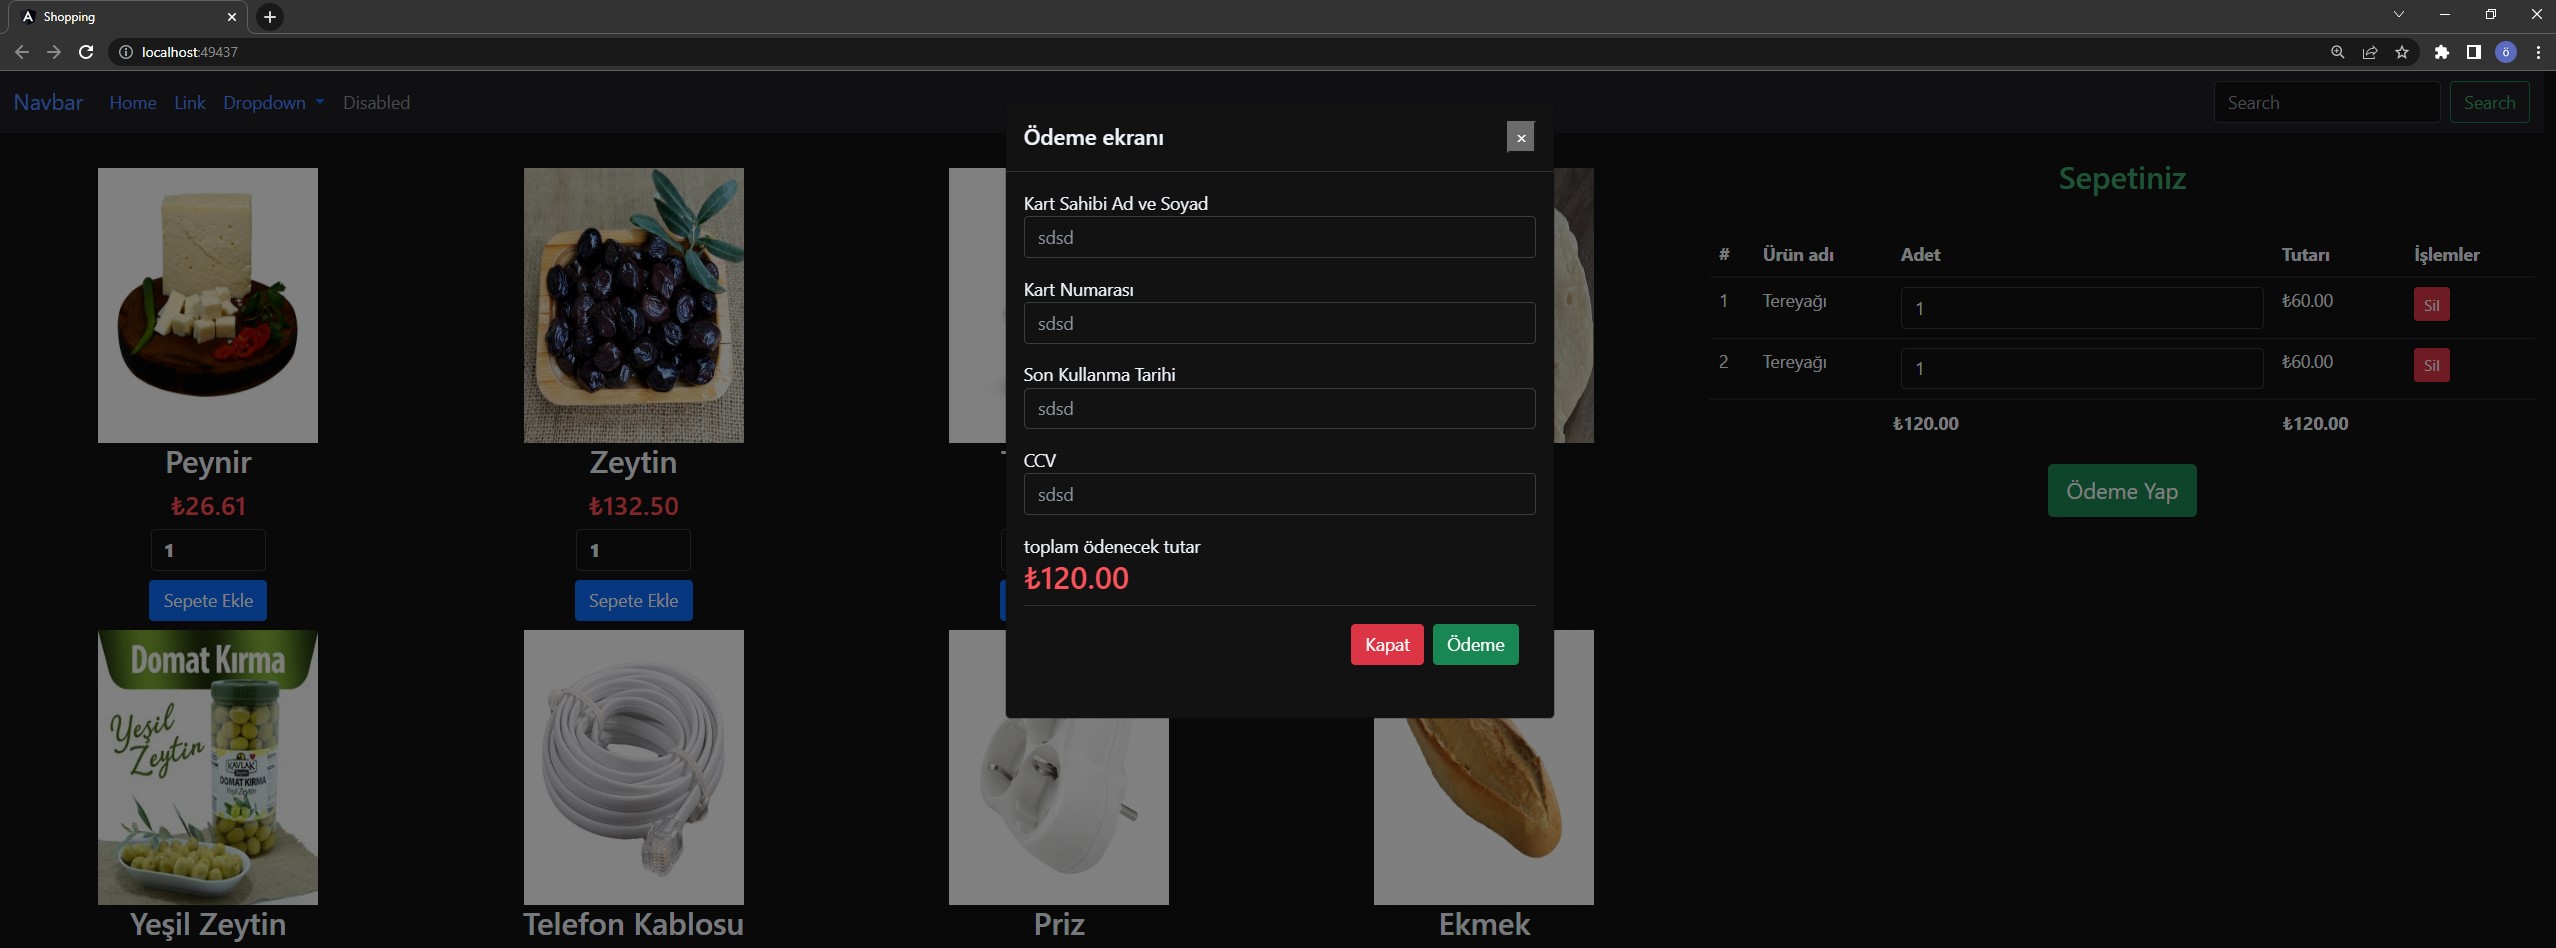 Shopping
localhost:49437
ö
Navbar Home Link Dropdown Disabled Search Search
Ödeme ekranı ×
Kart Sahibi Ad ve Soyad
sdsd
Kart Numarası
sdsd
Son Kullanma Tarihi
sdsd
CCV
sdsd
toplam ödenecek tutar
₺120.00
Kapat Ödeme
Peynir
₺26.61
1
Sepete Ekle
Zeytin
₺132.50
1
Sepete Ekle
Domat Kırma
Yeşil
Zeytin
KAVLAK
DOMAT KIRMA
Yeşil Zeytin
Yeşil Zeytin
Telefon Kablosu
Priz
Ekmek
Sepetiniz
# Ürün adı Adet Tutarı İşlemler
1 Tereyağı 1 ₺60.00 Sil
2 Tereyağı 1 ₺60.00 Sil
₺120.00 ₺120.00
Ödeme Yap